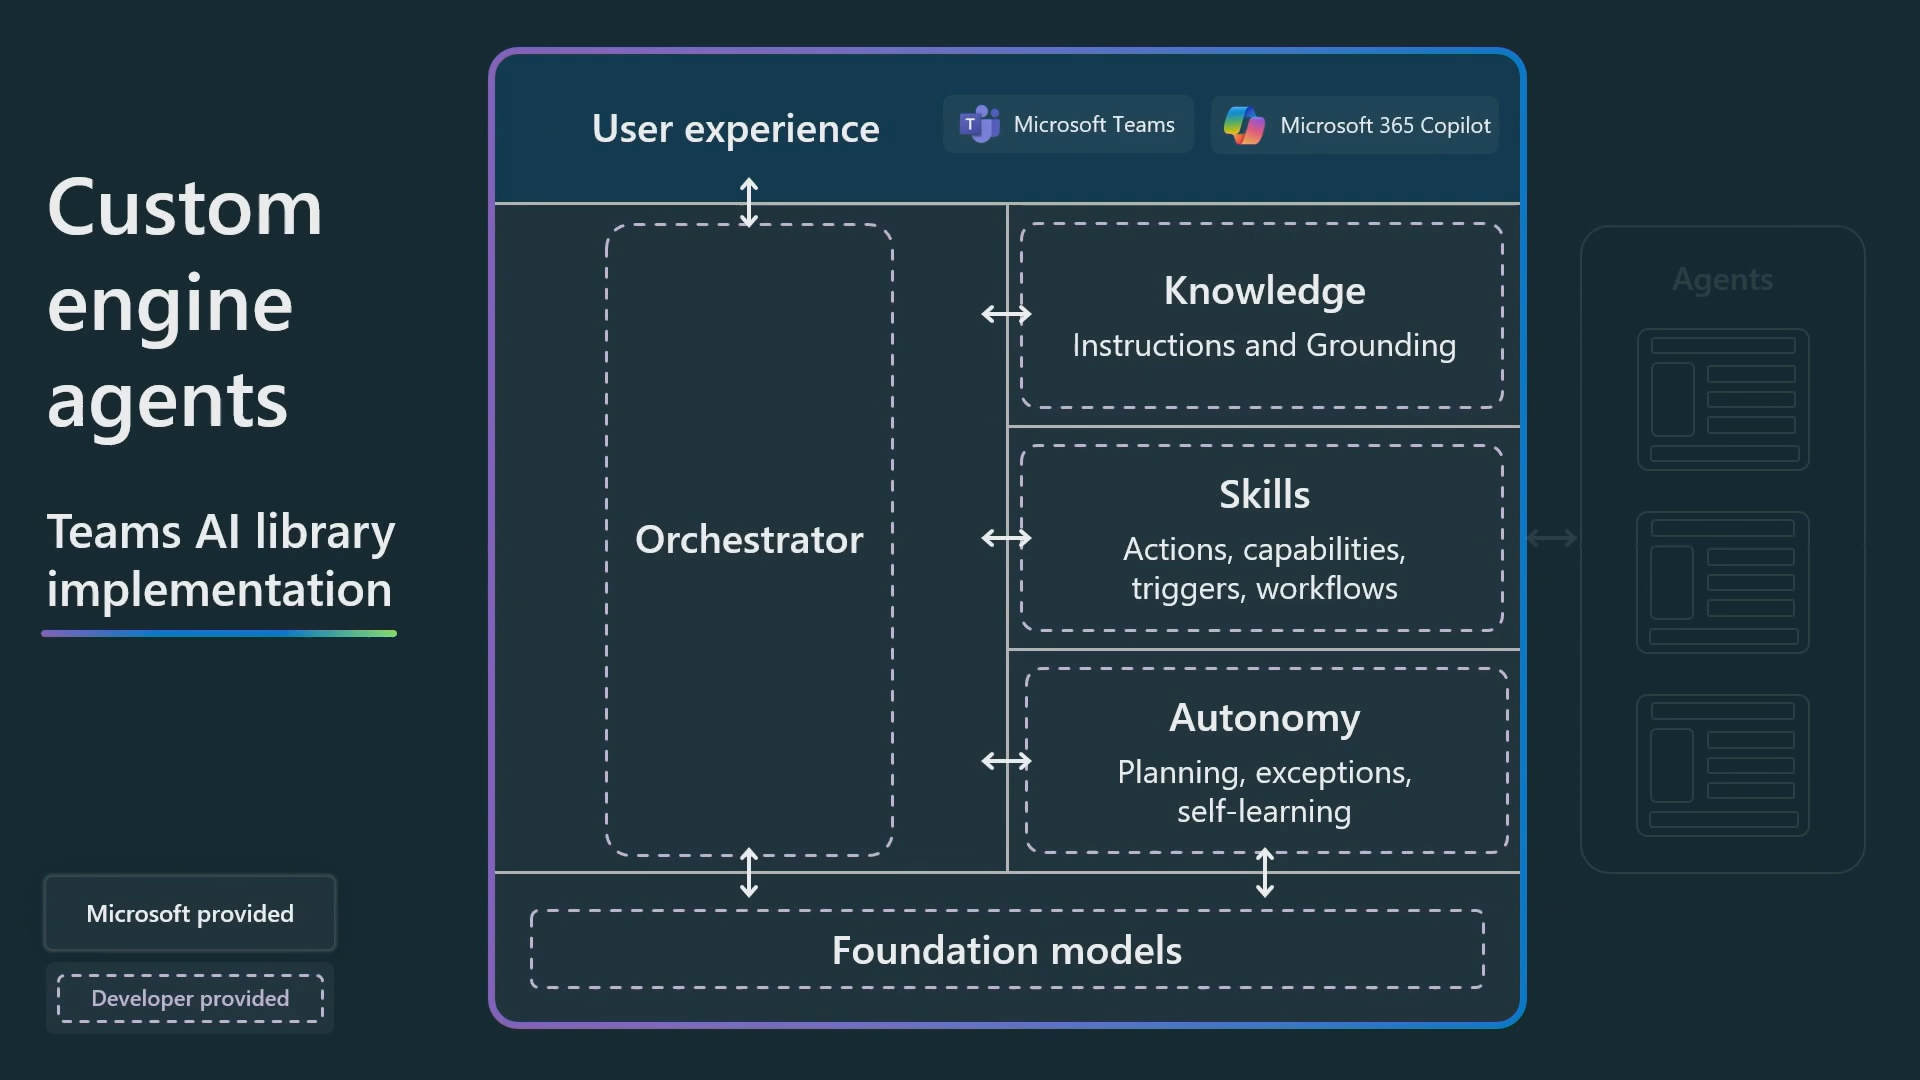 Custom
engine
agents
Teams AI library
implementation
Microsoft provided
Developer provided
User experience
T
Microsoft Teams
Microsoft 365 Copilot
Orchestrator
Knowledge
Instructions and Grounding
Skills
Actions, capabilities,
triggers, workflows
Autonomy
Planning, exceptions,
self-learning
Foundation models
Agents